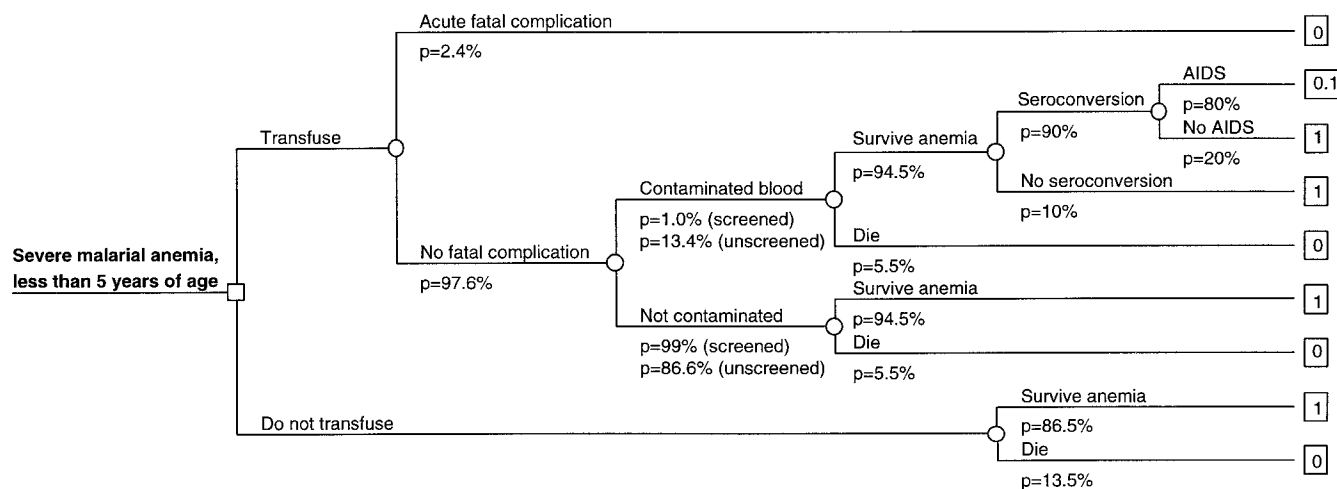 Acute fatal complication
p=2.4%
0
AIDS
0.1
p=80%
Seroconversion
p=90%
No AIDS
1
p=20%
Transfuse
Survive anemia
p=94.5%
No seroconversion
1
p=10%
Contaminated blood
p=1.0% (screened)
p=13.4% (unscreened)
Die
0
p=5.5%
No fatal complication
p=97.6%
Severe malarial anemia,
less than 5 years of age
Survive anemia
1
p=94.5%
Not contaminated
p=99% (screened)
p=86.6% (unscreened)
Die
0
p=5.5%
Do not transfuse
Survive anemia
1
p=86.5%
Die
0
p=13.5%